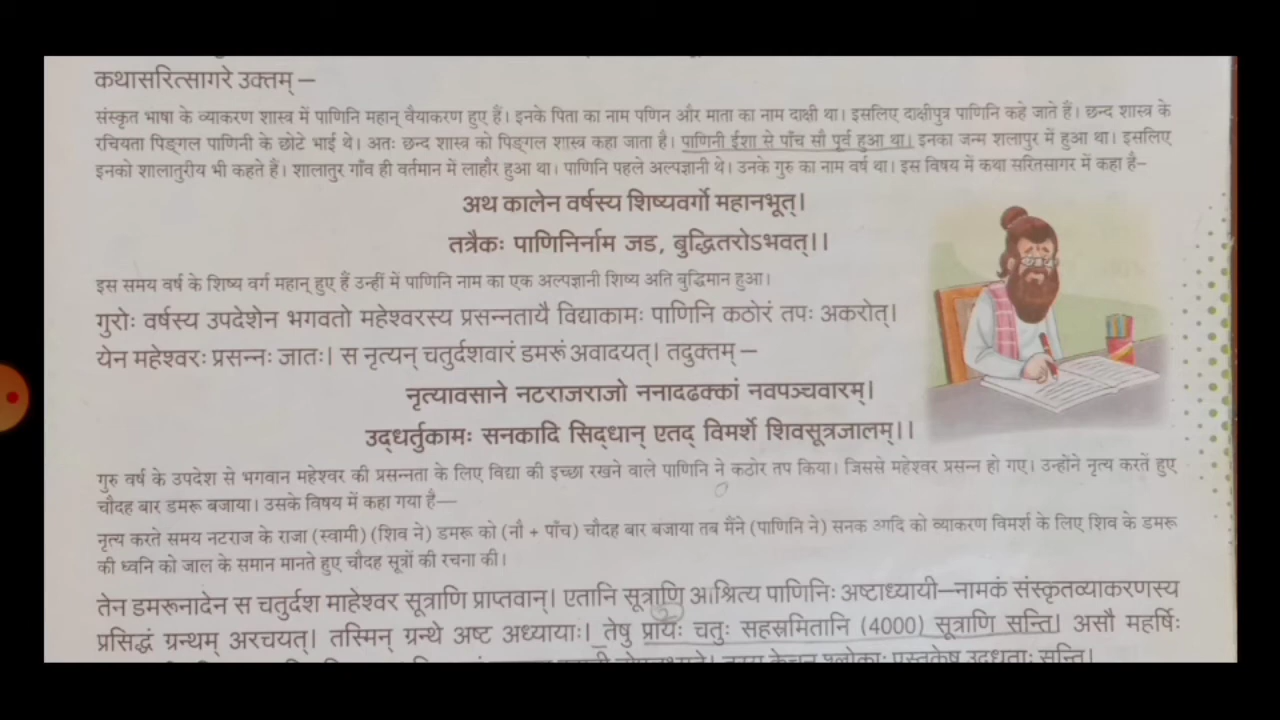 कथासरित्सागरे उक्तम् –
संस्कृत भाषा के व्याकरण शास्त्र में पाणिनि महान् वैयाकरण हुए हैं। इनके पिता का नाम पणिन और माता का नाम दाक्षी था। इसलिए दाक्षीपुत्र पाणिनि कहे जाते हैं। छन्द शास्त्र के
रचियता पिङ्गल पाणिनी के छोटे भाई थे। अतः छन्द शास्त्र को पिङ्गल शास्त्र कहा जाता है। पाणिनी ईशा से पाँच सौ पूर्व हुआ था। इनका जन्म शलापुर में हुआ था। इसलिए
इनको शालातुरीय भी कहते हैं। शालातुर गाँव ही वर्तमान में लाहौर हुआ था। पाणिनि पहले अल्पज्ञानी थे। उनके गुरु का नाम वर्ष था। इस विषय में कथा सरितसागर में कहा है–
अथ कालेन वर्षस्य शिष्यवर्गो महानभूत्।
तत्रैकः पाणिनिर्नाम जड, बुद्धितरोऽभवत्।।
इस समय वर्ष के शिष्य वर्ग महान् हुए हैं उन्हीं में पाणिनि नाम का एक अल्पज्ञानी शिष्य अति बुद्धिमान हुआ।
गुरोः वर्षस्य उपदेशेन भगवतो महेश्वरस्य प्रसन्नतायै विद्याकामः पाणिनि कठोरं तपः अकरोत्।
येन महेश्वरः प्रसन्नः जातः। स नृत्यन् चतुर्दशवारं डमरूं अवादयत्। तदुक्तम् –
नृत्यावसाने नटराजराजो ननादढक्कां नवपञ्चवारम्।
उद्धर्तुकामः सनकादि सिद्धान् एतद् विमर्शे शिवसूत्रजालम्।।
गुरु वर्ष के उपदेश से भगवान महेश्वर की प्रसन्नता के लिए विद्या की इच्छा रखने वाले पाणिनि ने कठोर तप किया। जिससे महेश्वर प्रसन्न हो गए। उन्होंने नृत्य करतें हुए
चौदह बार डमरू बजाया। उसके विषय में कहा गया है—
नृत्य करते समय नटराज के राजा (स्वामी) (शिव ने) डमरू को (नौ + पाँच) चौदह बार बजाया तब मैंने (पाणिनि ने) सनक आदि को व्याकरण विमर्श के लिए शिव के डमरू
की ध्वनि को जाल के समान मानते हुए चौदह सूत्रों की रचना की।
तेन डमरूनादेन स चतुर्दश माहेश्वर सूत्राणि प्राप्तवान्। एतानि सूत्राणि आश्रित्य पाणिनिः अष्टाध्यायी–नामकं संस्कृतव्याकरणस्य
प्रसिद्धं ग्रन्थम् अरचयत्। तस्मिन् ग्रन्थे अष्ट अध्यायाः। तेषु प्रायः चतुः सहस्रमितानि (4000) सूत्राणि सन्ति। असौ महर्षिः
केचन श्लोकाः पुस्तकेषु उद्धृताः सन्ति।